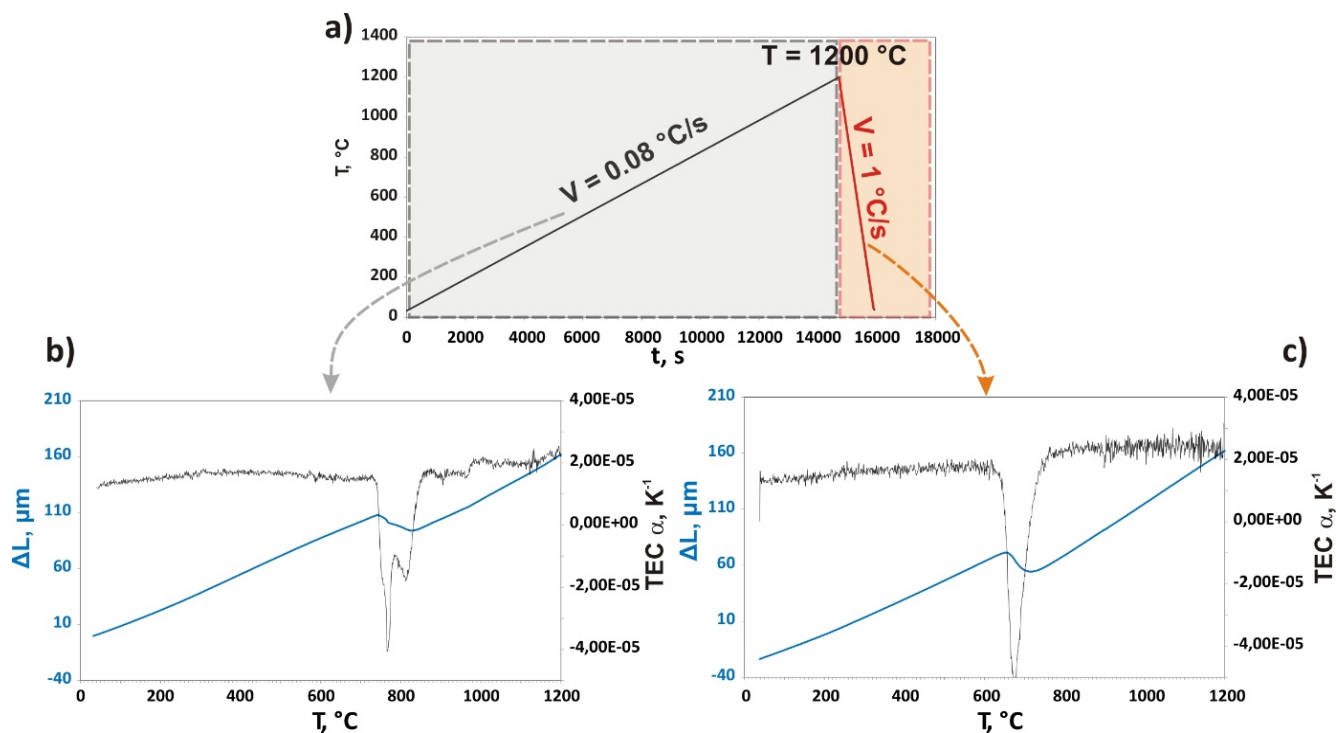 a)
1400
1200
1000
800
600
400
200
0
T, °C
T = 1200 °C
V = 0.08 °C/s
V = 1 °C/s
0 2000 4000 6000 8000 10000 12000 14000 16000 18000
t, s
b)
210
160
110
60
10
-40
ΔL, µm
4,00E-05
2,00E-05
0,00E+00
-2,00E-05
-4,00E-05
TEC α, K⁻¹
0 200 400 600 800 1000 1200
T, °C
c)
210
160
110
60
10
-40
ΔL, µm
4,00E-05
2,00E-05
0,00E+00
-2,00E-05
-4,00E-05
TEC α, K⁻¹
0 200 400 600 800 1000 1200
T, °C